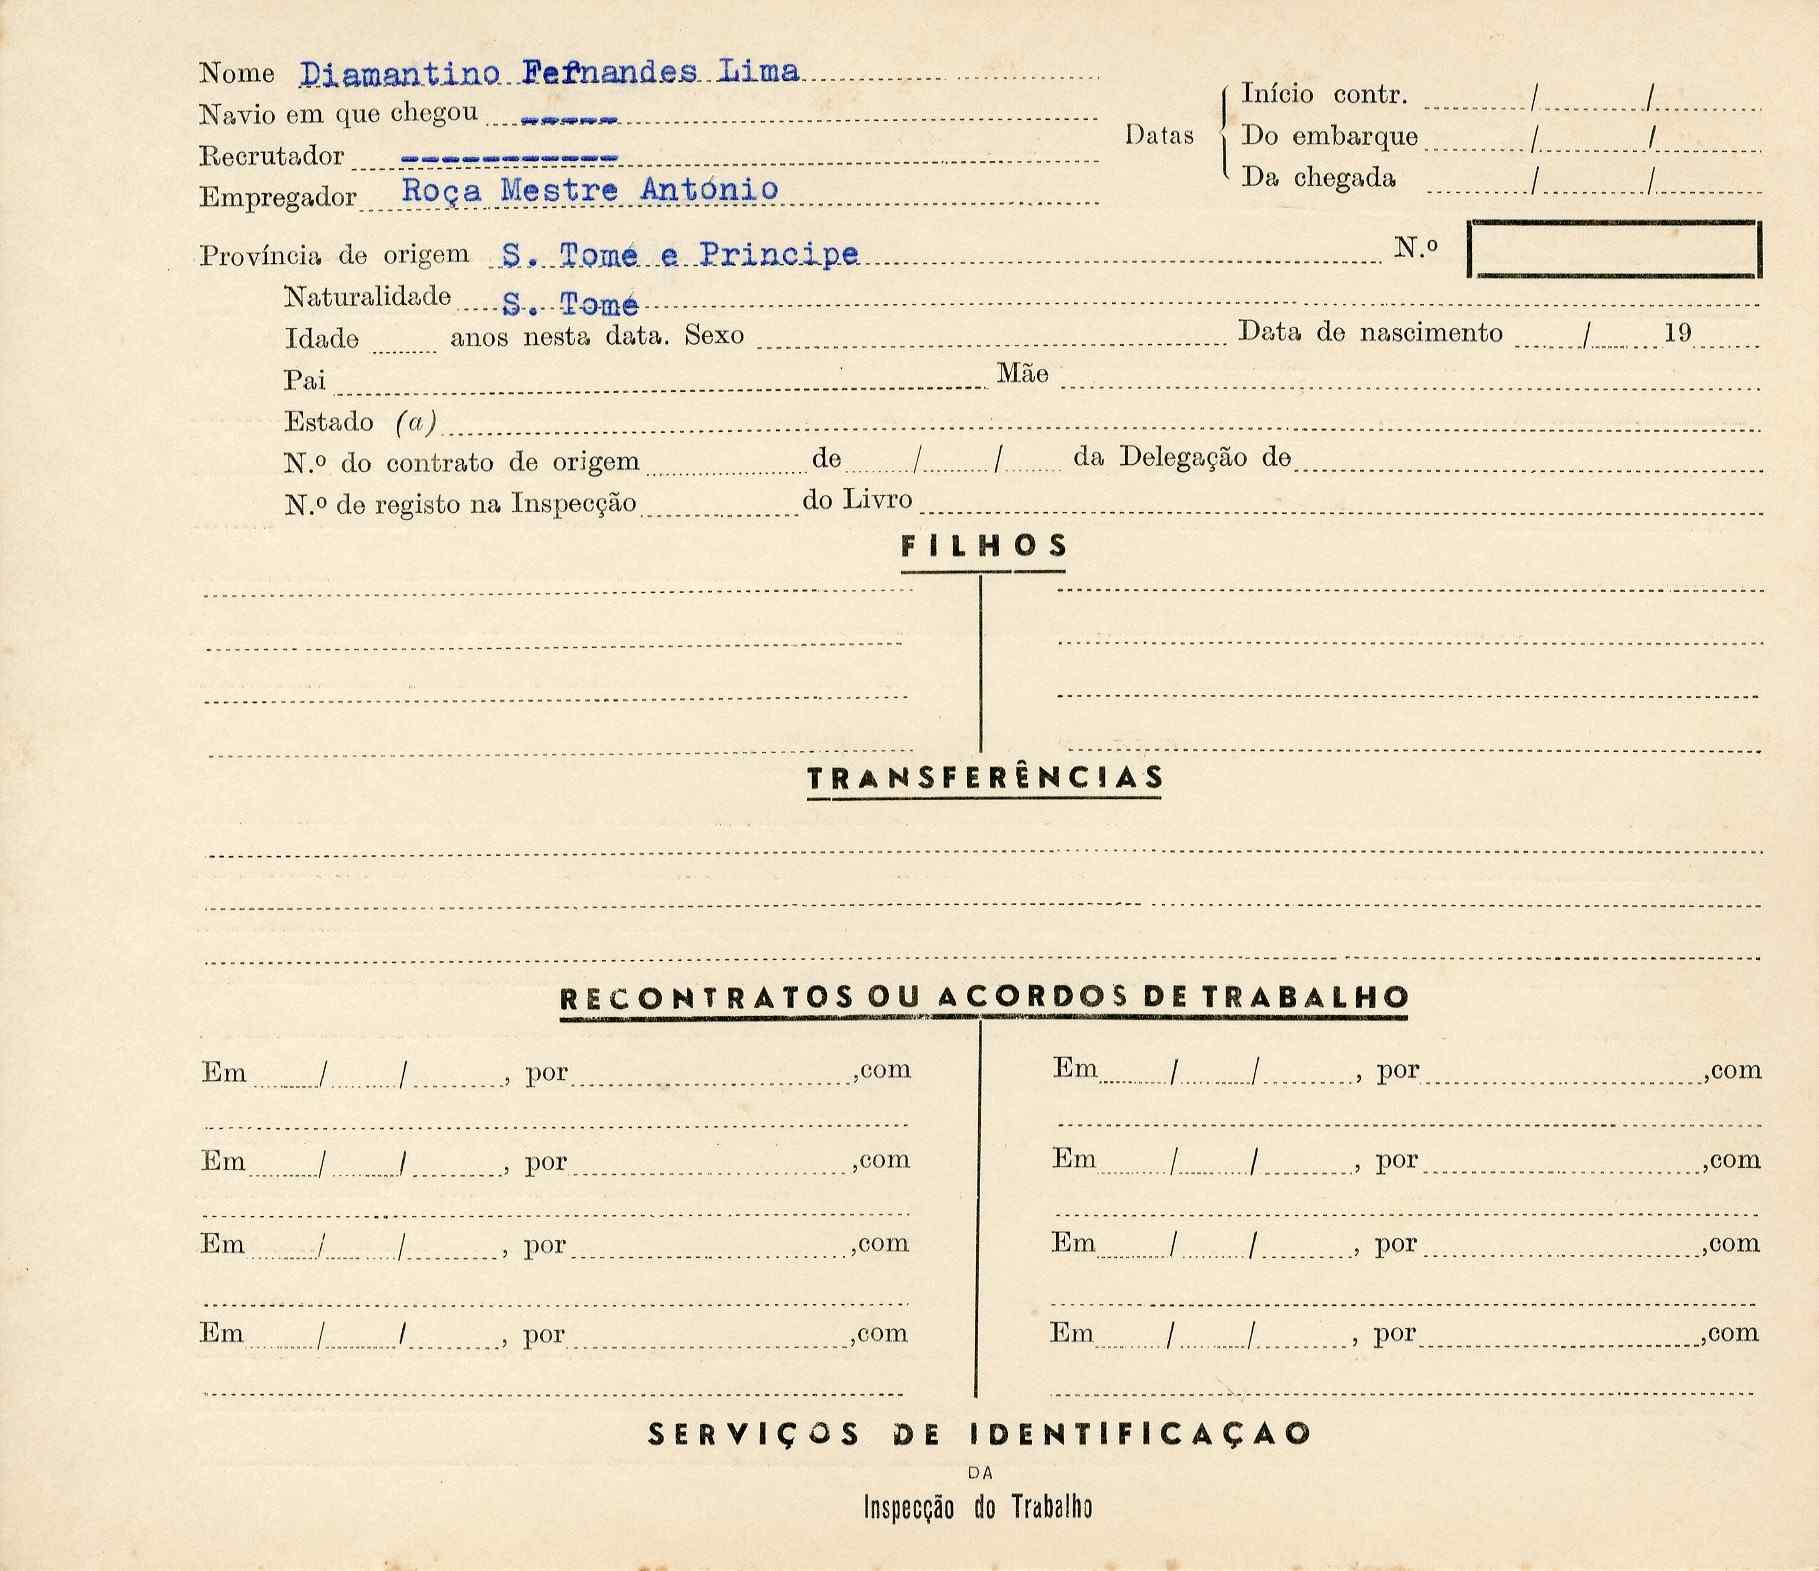 Nome Diamantino Fernandes Lima
Navio em que chegou -----
Recrutador -----------
Empregador Roça Mestre António
Datas
Início contr. / /
Do embarque / /
Da chegada / /
Província de origem S. Tomé e Principe N.º
Naturalidade S. Tomé
Idade anos nesta data. Sexo Data de nascimento / 19
Pai Mãe
Estado (a)
N.º do contrato de origem de / / da Delegação de
N.º de registo na Inspecção do Livro
FILHOS
TRANSFERÊNCIAS
RECONTRATOS OU ACORDOS DE TRABALHO
Em / / , por ,com Em / / , por ,com
Em / / , por ,com Em / / , por ,com
Em / / , por ,com Em / / , por ,com
Em / / , por ,com Em / / , por ,com
SERVIÇOS DE IDENTIFICAÇAO
DA
Inspecção do Trabalho